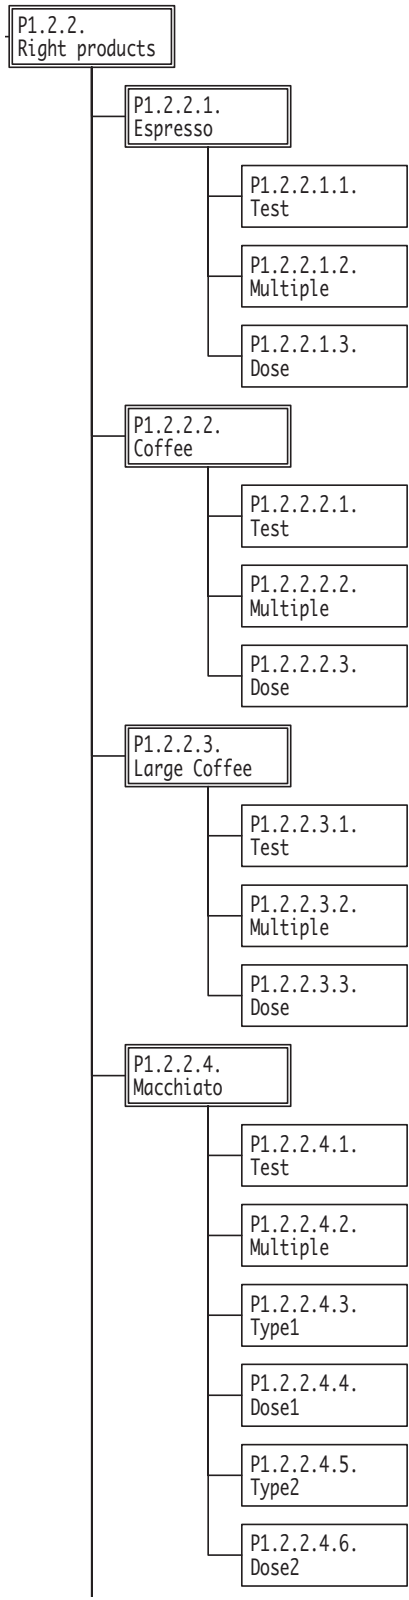 P1.2.2.
Right products
P1.2.2.1.
Espresso
P1.2.2.1.1.
Test
P1.2.2.1.2.
Multiple
P1.2.2.1.3.
Dose
P1.2.2.2.
Coffee
P1.2.2.2.1.
Test
P1.2.2.2.2.
Multiple
P1.2.2.2.3.
Dose
P1.2.2.3.
Large Coffee
P1.2.2.3.1.
Test
P1.2.2.3.2.
Multiple
P1.2.2.3.3.
Dose
P1.2.2.4.
Macchiato
P1.2.2.4.1.
Test
P1.2.2.4.2.
Multiple
P1.2.2.4.3.
Type1
P1.2.2.4.4.
Dose1
P1.2.2.4.5.
Type2
P1.2.2.4.6.
Dose2